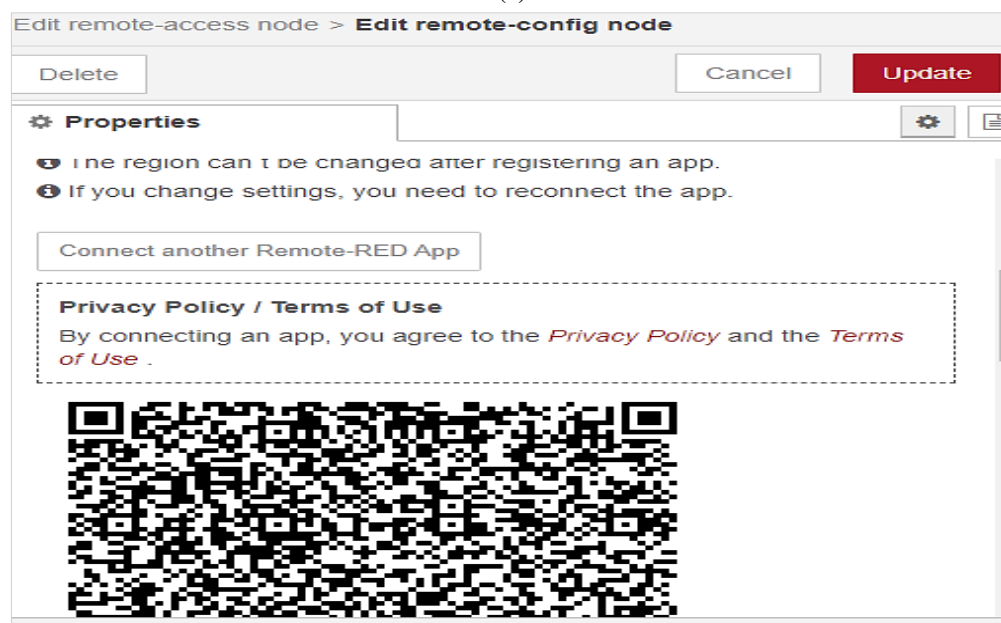 Edit remote-access node > Edit remote-config node
Delete
Cancel
Update
Properties
The region can't be changed after registering an app.
If you change settings, you need to reconnect the app.
Connect another Remote-RED App
Privacy Policy / Terms of Use
By connecting an app, you agree to the Privacy Policy and the Terms
of Use .